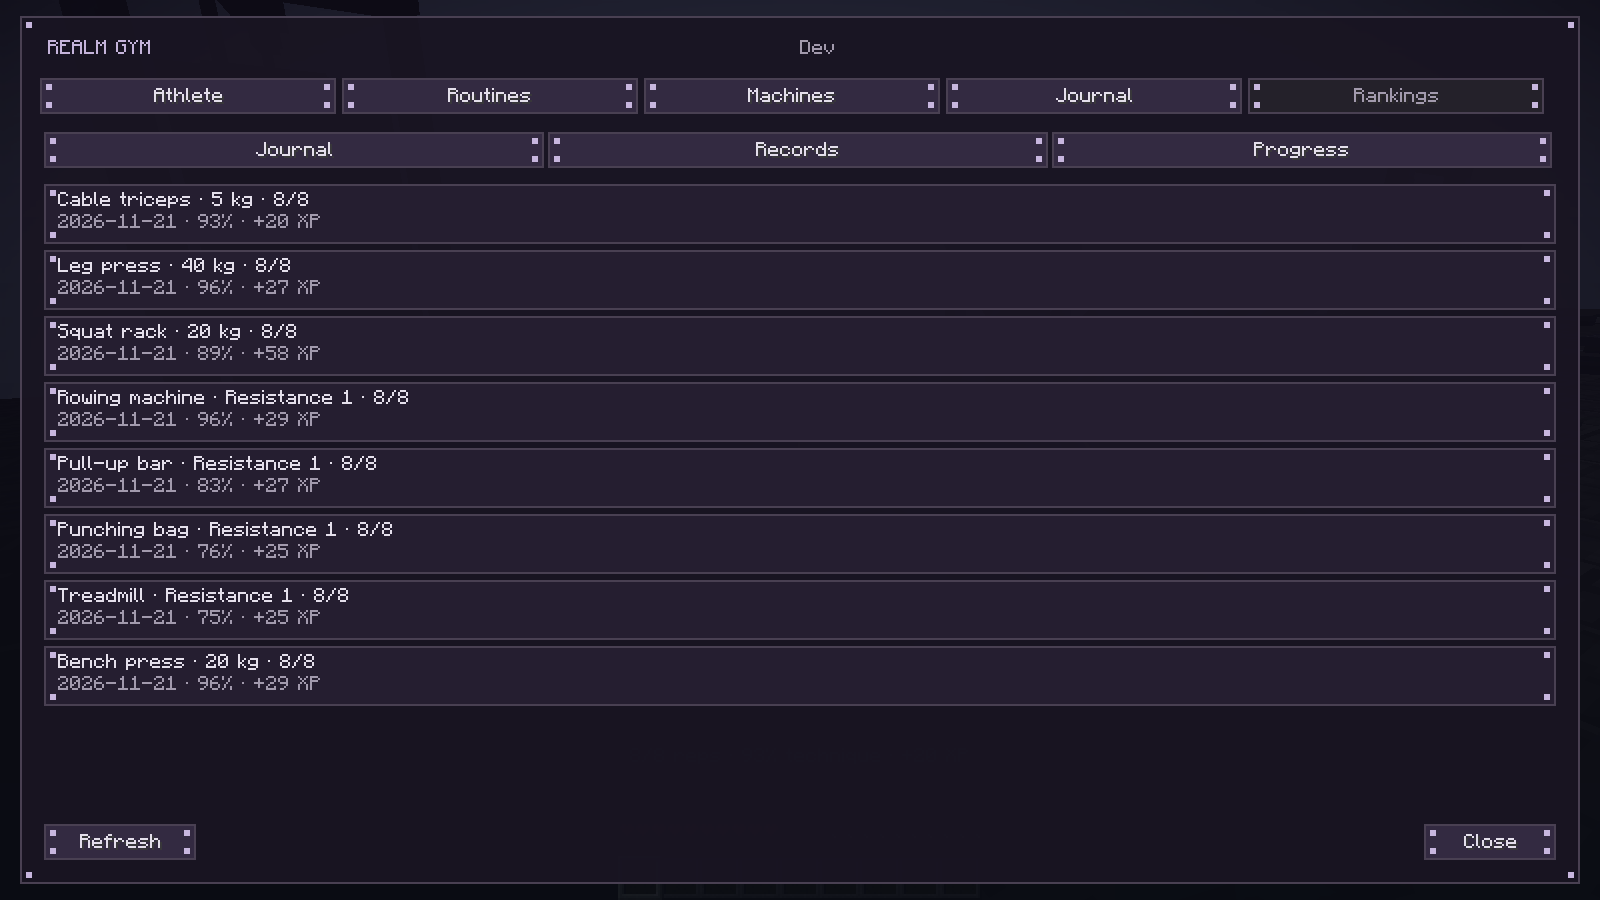 REALM GYM
Dev
Athlete
Routines
Machines
Journal
Rankings
Journal
Records
Progress
Cable triceps · 5 kg · 8/8
2026-11-21 · 93% · +20 XP
Leg press · 40 kg · 8/8
2026-11-21 · 96% · +27 XP
Squat rack · 20 kg · 8/8
2026-11-21 · 89% · +58 XP
Rowing machine · Resistance 1 · 8/8
2026-11-21 · 96% · +29 XP
Pull-up bar · Resistance 1 · 8/8
2026-11-21 · 83% · +27 XP
Punching bag · Resistance 1 · 8/8
2026-11-21 · 76% · +25 XP
Treadmill · Resistance 1 · 8/8
2026-11-21 · 75% · +25 XP
Bench press · 20 kg · 8/8
2026-11-21 · 96% · +29 XP
Refresh
Close